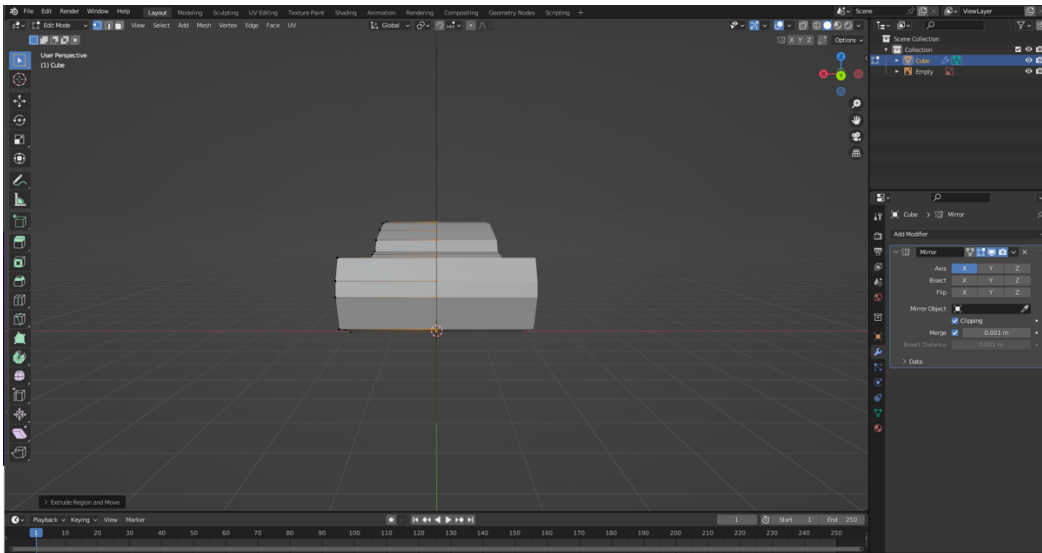 File Edit Render Window Help Layout Modeling Sculpting UV Editing Texture Paint Shading Animation Rendering Compositing Geometry Nodes Scripting + Scene ViewLayer
Edit Mode View Select Add Mesh Vertex Edge Face UV Global
X Y Z Options
User Perspective
(1) Cube
Z
X
Y
Scene Collection
Collection
Cube
Empty
Cube > Mirror
Add Modifier
Mirror
Axis X Y Z
Bisect X Y Z
Flip X Y Z
Mirror Object
Clipping
Merge 0.001 m
Bisect Distance 0.001 m
> Data
> Extrude Region and Move
Playback Keying View Marker 1 Start 1 End 250
1 10 20 30 40 50 60 70 80 90 100 110 120 130 140 150 160 170 180 190 200 210 220 230 240 250